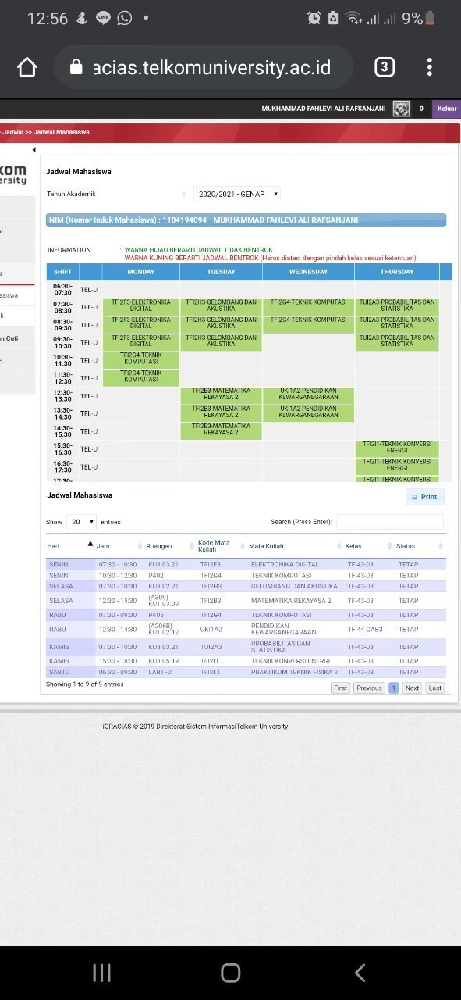 12:56
LINE
9%
acias.telkomuniversity.ac.id
3
MUKHAMMAD FAHLEVI ALI RAFSANJANI
0
Keluar
Jadwal >> Jadwal Mahasiswa
kom
ersity
Jadwal Mahasiswa
Tahun Akademik : 2020/2021 - GENAP
NIM (Nomor Induk Mahasiswa) : 1104194094 - MUKHAMMAD FAHLEVI ALI RAFSANJANI
si
a
asiswa
k
n Cuti
ri
INFORMATION : WARNA HIJAU BERARTI JADWAL TIDAK BENTROK
WARNA KUNING BERARTI JADWAL BENTROK (Harus diatasi dengan pindah kelas sesuai ketentuan)
SHIFT MONDAY TUESDAY WEDNESDAY THURSDAY
06:30-07:30 TEL-U
07:30-08:30 TEL-U TFI2F3-ELEKTRONIKA DIGITAL TFI2H3-GELOMBANG DAN AKUSTIKA TFI2G4-TEKNIK KOMPUTASI TUI2A3-PROBABILITAS DAN STATISTIKA
08:30-09:30 TEL-U TFI2F3-ELEKTRONIKA DIGITAL TFI2H3-GELOMBANG DAN AKUSTIKA TFI2G4-TEKNIK KOMPUTASI TUI2A3-PROBABILITAS DAN STATISTIKA
09:30-10:30 TEL-U TFI2F3-ELEKTRONIKA DIGITAL TFI2H3-GELOMBANG DAN AKUSTIKA TUI2A3-PROBABILITAS DAN STATISTIKA
10:30-11:30 TEL-U TFI2G4-TEKNIK KOMPUTASI
11:30-12:30 TEL-U TFI2G4-TEKNIK KOMPUTASI
12:30-13:30 TEL-U TFI2B3-MATEMATIKA REKAYASA 2 UKI1A2-PENDIDIKAN KEWARGANEGARAAN
13:30-14:30 TEL-U TFI2B3-MATEMATIKA REKAYASA 2 UKI1A2-PENDIDIKAN KEWARGANEGARAAN
14:30-15:30 TEL-U TFI2B3-MATEMATIKA REKAYASA 2
15:30-16:30 TEL-U TFI2I1-TEKNIK KONVERSI ENERGI
16:30-17:30 TEL-U TFI2I1-TEKNIK KONVERSI ENERGI
17:30- TFI2I1-TEKNIK KONVERSI
Jadwal Mahasiswa
Print
Show 20 entries
Search (Press Enter):
Hari Jam Ruangan Kode Mata Kuliah Mata Kuliah Kelas Status
SENIN 07:30 - 10:30 KU3.03.21 TFI2F3 ELEKTRONIKA DIGITAL TF-43-03 TETAP
SENIN 10:30 - 12:30 P402 TFI2G4 TEKNIK KOMPUTASI TF-43-03 TETAP
SELASA 07:30 - 10:30 KU3.02.21 TFI2H3 GELOMBANG DAN AKUSTIKA TF-43-03 TETAP
SELASA 12:30 - 15:30 (A309) KU1.03.09 TFI2B3 MATEMATIKA REKAYASA 2 TF-43-03 TETAP
RABU 07:30 - 09:30 P405 TFI2G4 TEKNIK KOMPUTASI TF-43-03 TETAP
RABU 12:30 - 14:30 (A206B) KU1.02.12 UKI1A2 PENDIDIKAN KEWARGANEGARAAN TF-44-GAB3 TETAP
KAMIS 07:30 - 10:30 KU3.03.21 TUI2A3 PROBABILITAS DAN STATISTIKA TF-43-03 TETAP
KAMIS 15:30 - 18:30 KU3.05.19 TFI2I1 TEKNIK KONVERSI ENERGI TF-43-03 TETAP
SABTU 06:30 - 09:30 LABTF2 TFI2L1 PRAKTIKUM TEKNIK FISIKA 2 TF-43-03 TETAP
Showing 1 to 9 of 9 entries
First Previous 1 Next Last
iGRACIAS © 2019 Direktorat Sistem InformasiTelkom University